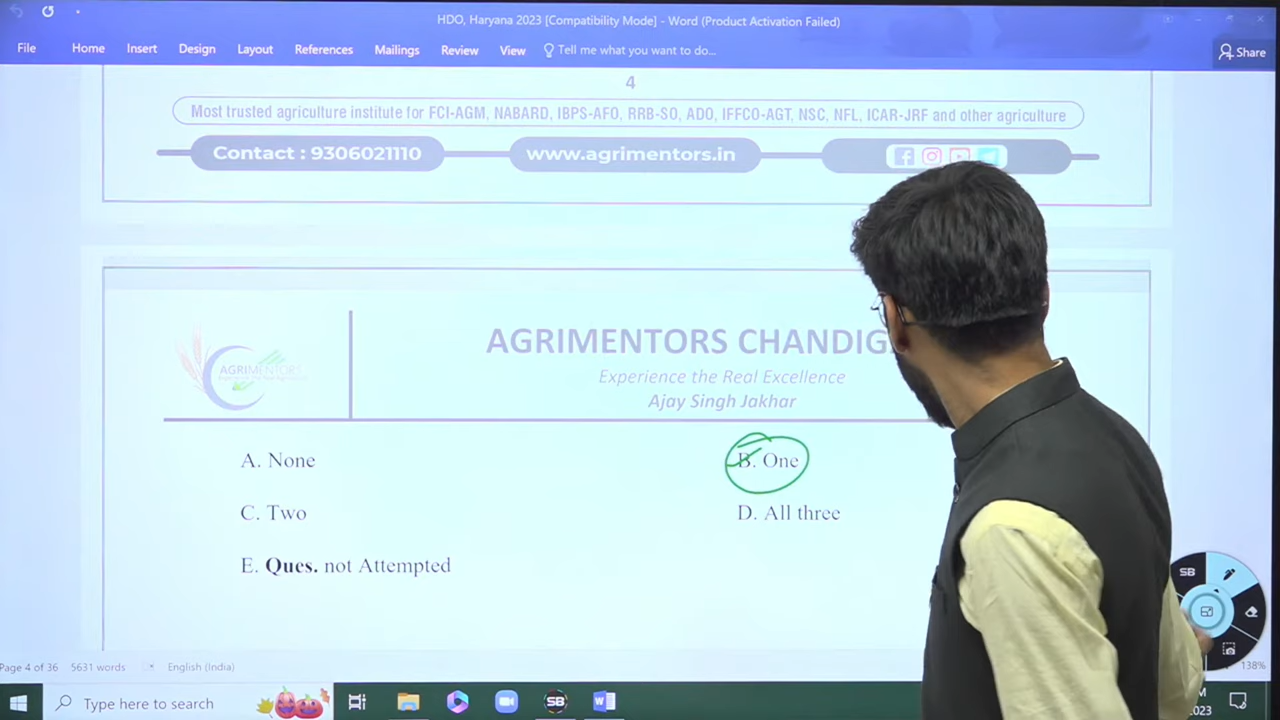 HDO, Haryana 2023 [Compatibility Mode] - Word (Product Activation Failed)
File Home Insert Design Layout References Mailings Review View Tell me what you want to do... Share
4
Most trusted agriculture institute for FCI-AGM, NABARD, IBPS-AFO, RRB-SO, ADO, IFFCO-AGT, NSC, NFL, ICAR-JRF and other agriculture
Contact : 9306021110 www.agrimentors.in
AGRIMENTORS CHANDIG
AGRIMENTORS
Experience the Real Excellence
Ajay Singh Jakhar
A. None B. One
C. Two D. All three
E. Ques. not Attempted
SB
Page 4 of 36 5631 words English (India) 138%
Type here to search SB
2023